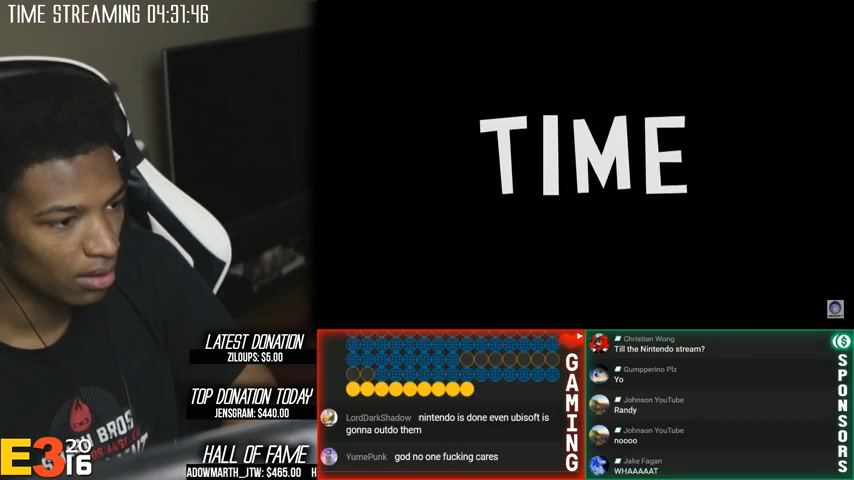 TIME STREAMING 04:31:46
TIME
LATEST DONATION
ZILOUPS: $5.00
TOP DONATION TODAY
JENSGRAM: $440.00
HALL OF FAME
ADOWMARTH_JTW: $465.00 H
E3 2016
BROS
GAMING
LordDarkShadow nintendo is done even ubisoft is
gonna outdo them
YumePunk god no one fucking cares
SPONSORS
Christian Wong
Till the Nintendo stream?
Gumpperino Plz
Yo
Johnson YouTube
Randy
Johnson YouTube
noooo
Jake Fagan
WHAAAAAT